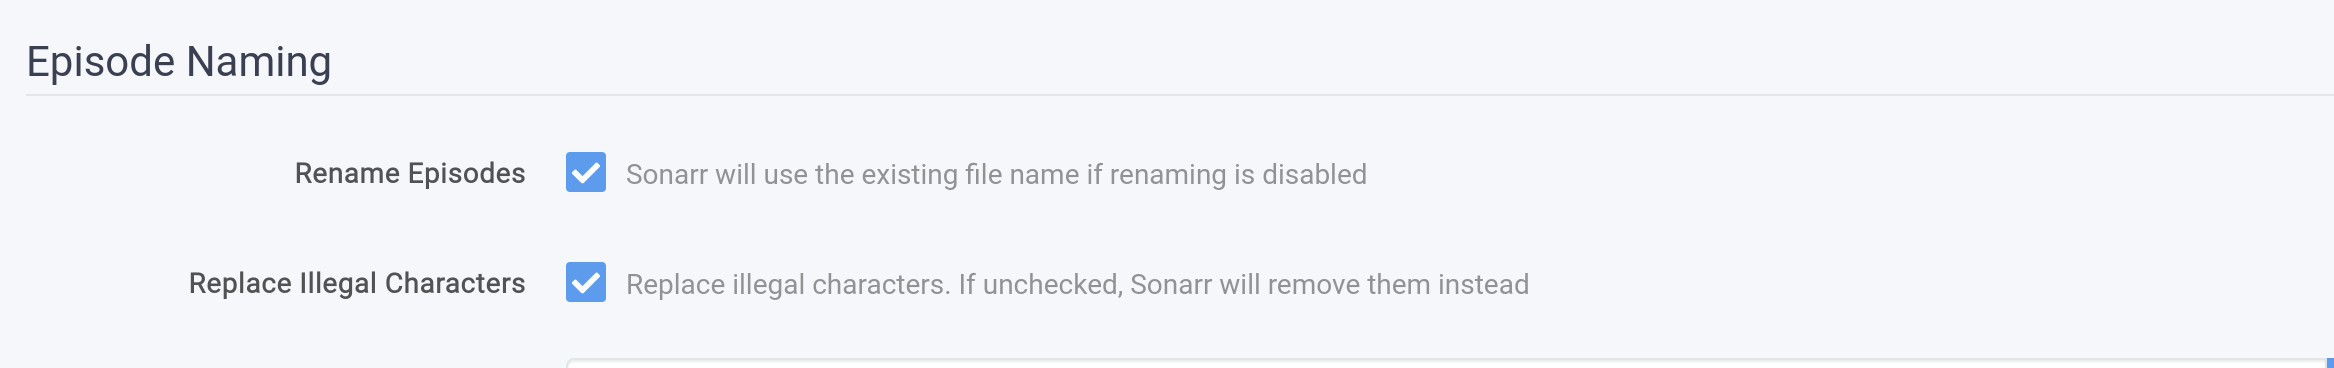 Episode Naming
Rename Episodes Sonarr will use the existing file name if renaming is disabled
Replace Illegal Characters Replace illegal characters. If unchecked, Sonarr will remove them instead